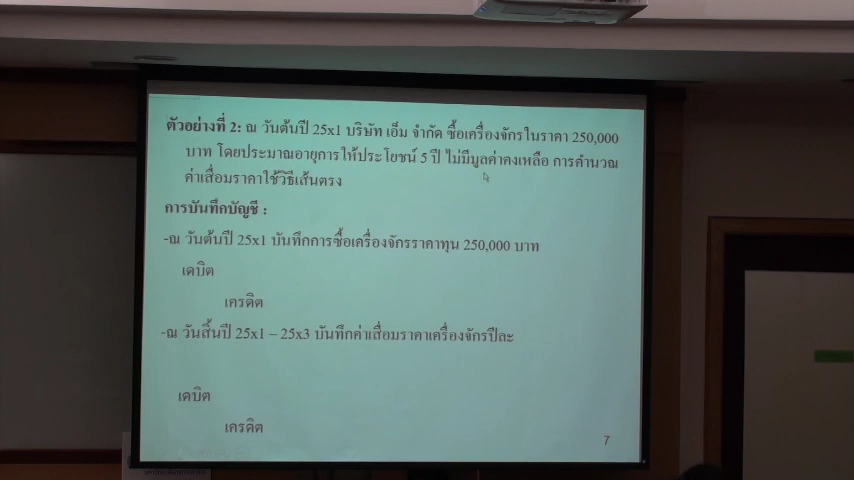 ตัวอย่างที่ 2: ณ วันต้นปี 25x1 บริษัท เอ็ม จำกัด ซื้อเครื่องจักรในราคา 250,000
บาท โดยประมาณอายุการให้ประโยชน์ 5 ปี ไม่มีมูลค่าคงเหลือ การคำนวณ
ค่าเสื่อมราคาใช้วิธีเส้นตรง
การบันทึกบัญชี :
-ณ วันต้นปี 25x1 บันทึกการซื้อเครื่องจักรราคาทุน 250,000 บาท
เดบิต
เครดิต
-ณ วันสิ้นปี 25x1 – 25x3 บันทึกค่าเสื่อมราคาเครื่องจักรปีละ
เดบิต
เครดิต
7